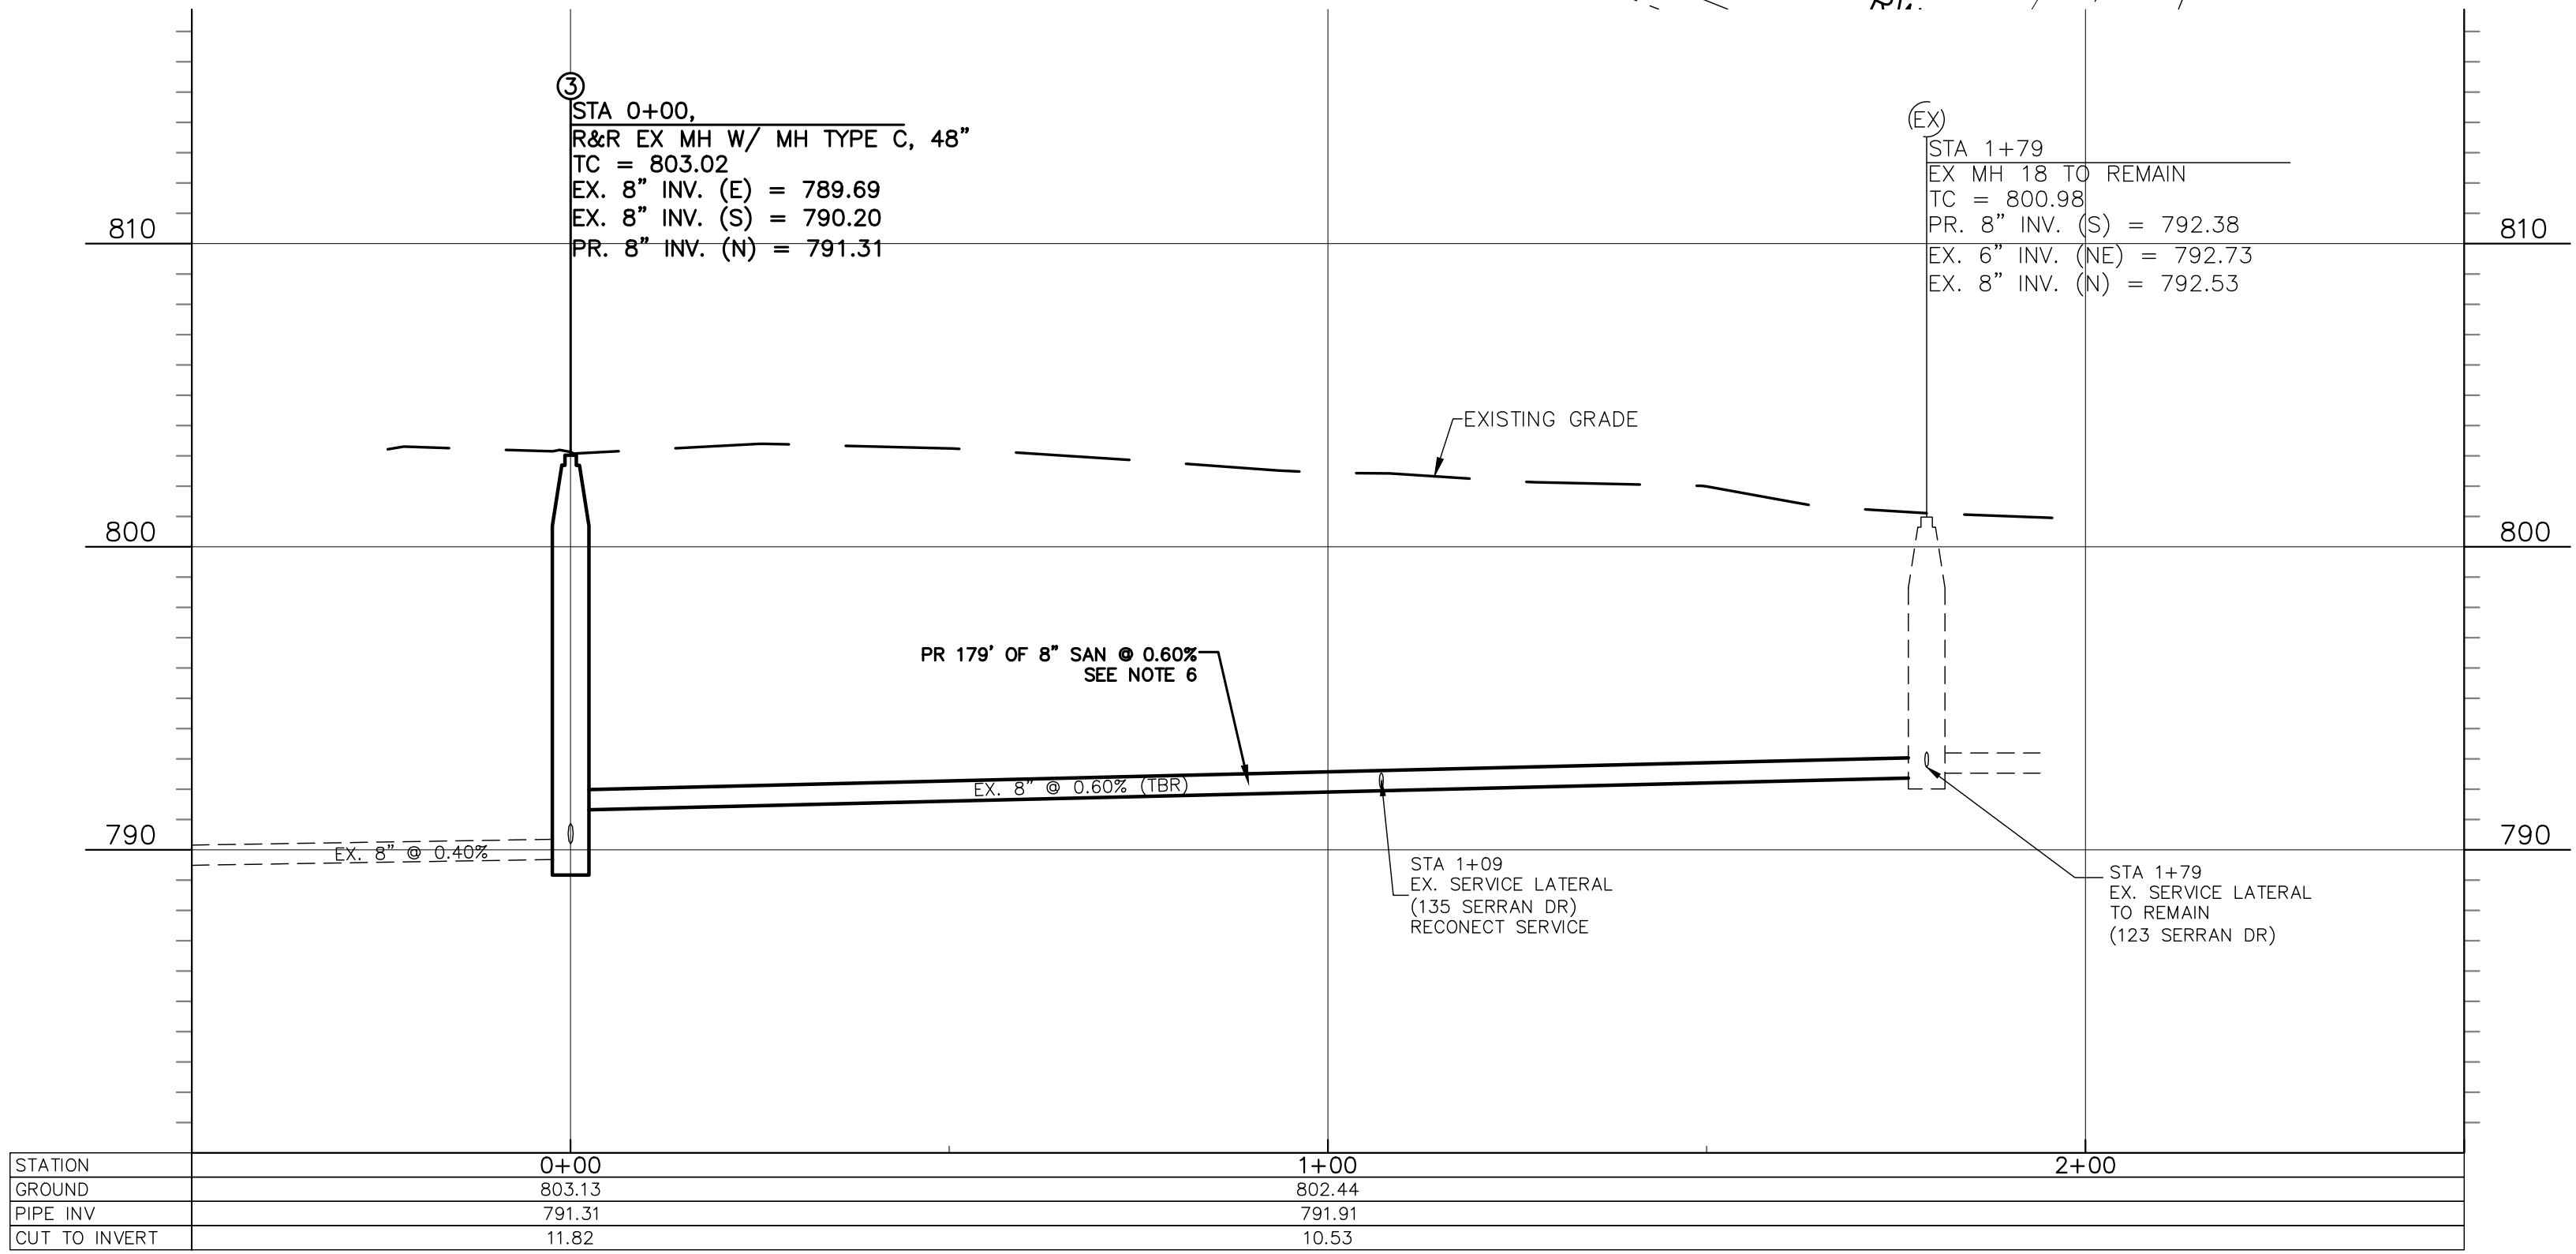 3
STA 0+00,
R&R EX MH W/ MH TYPE C, 48"
TC = 803.02
EX. 8" INV. (E) = 789.69
EX. 8" INV. (S) = 790.20
PR. 8" INV. (N) = 791.31
EX
STA 1+79
EX MH 18 TO REMAIN
TC = 800.98
PR. 8" INV. (S) = 792.38
EX. 6" INV. (NE) = 792.73
EX. 8" INV. (N) = 792.53
810
810
EXISTING GRADE
800
800
PR 179' OF 8" SAN @ 0.60%
SEE NOTE 6
EX. 8" @ 0.60% (TBR)
790
790
EX. 8" @ 0.40%
STA 1+09
EX. SERVICE LATERAL
(135 SERRAN DR)
RECONECT SERVICE
STA 1+79
EX. SERVICE LATERAL
TO REMAIN
(123 SERRAN DR)
STATION 0+00 1+00 2+00
GROUND 803.13 802.44
PIPE INV 791.31 791.91
CUT TO INVERT 11.82 10.53